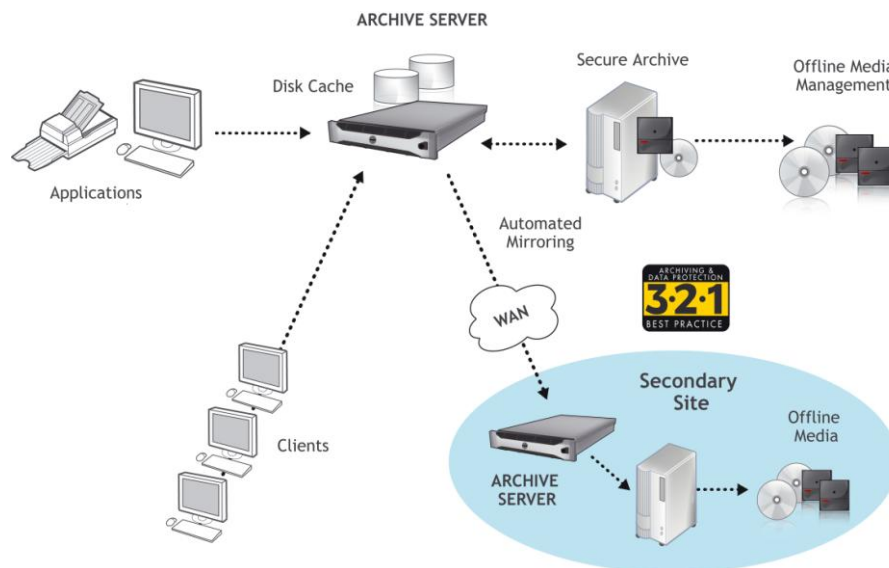 ARCHIVE SERVER
Disk Cache
Secure Archive
Offline Media
Management
Applications
Automated
Mirroring
WAN
ARCHIVING &
DATA PROTECTION
3·2·1
BEST PRACTICE
Secondary
Site
Clients
Offline
Media
ARCHIVE
SERVER